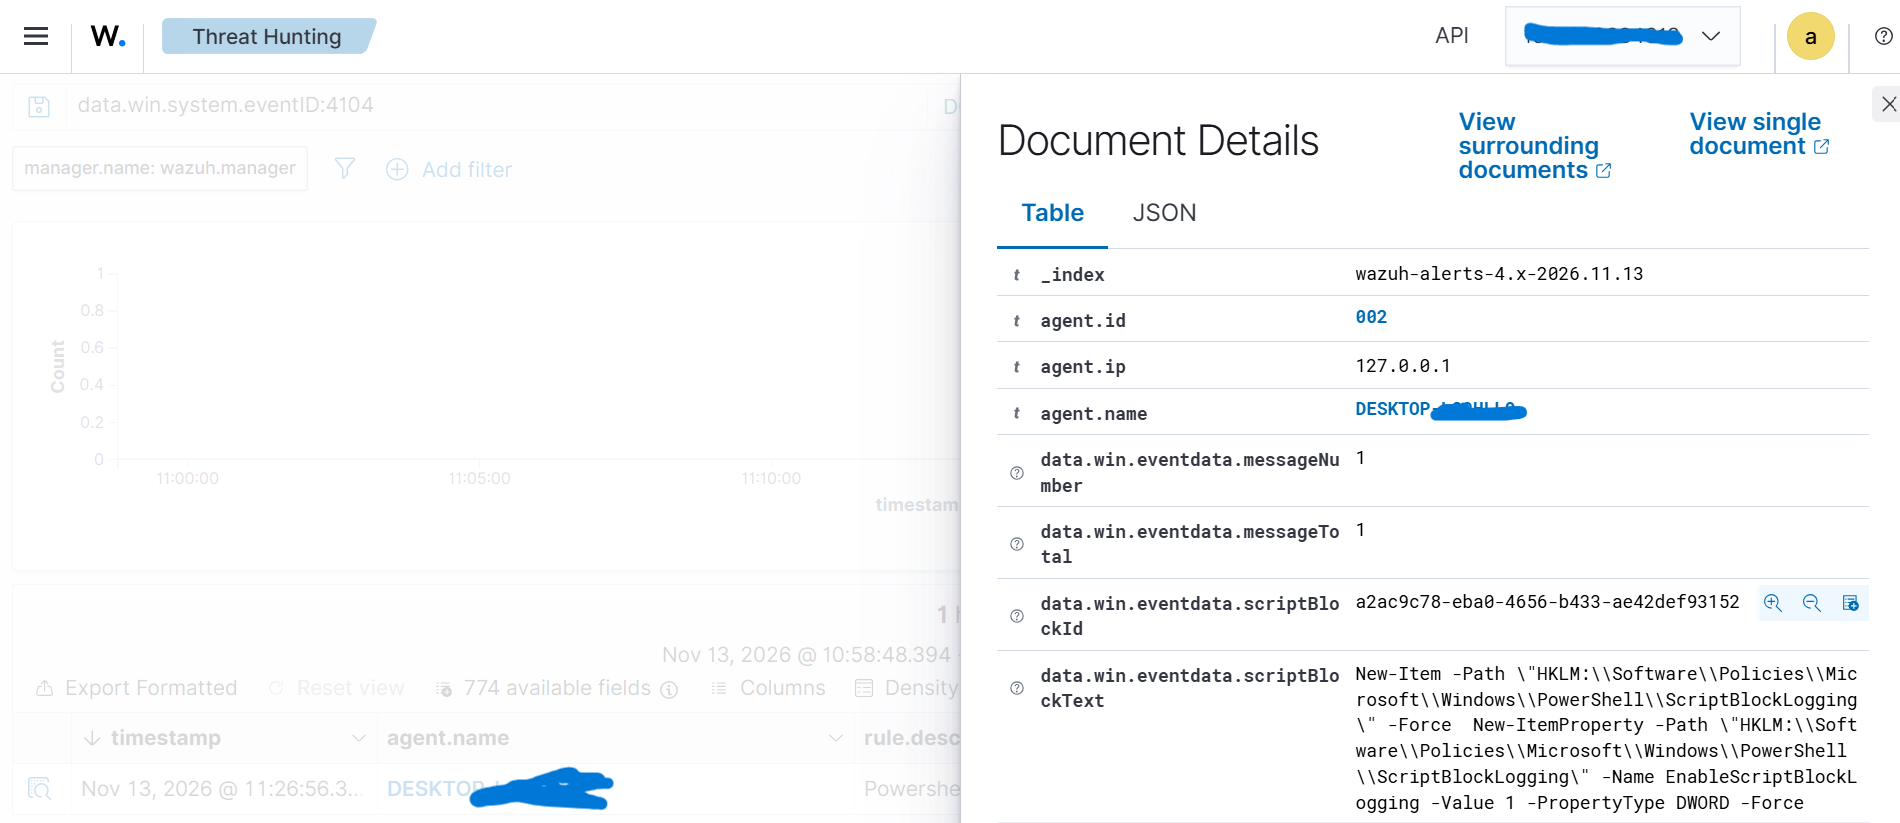 W.
Threat Hunting
API
a
data.win.system.eventID:4104
manager.name: wazuh.manager
Add filter
Count
1
0.8
0.6
0.4
0.2
0
11:00:00
11:05:00
11:10:00
timestam
1
Nov 13, 2026 @ 10:58:48.394 -
Export Formatted
Reset view
774 available fields
Columns
Density
timestamp
agent.name
rule.desc
Nov 13, 2026 @ 11:26:56.3...
DESKTOP-
Powershe
Document Details
View
surrounding
documents
View single
document
Table
JSON
t _index wazuh-alerts-4.x-2026.11.13
t agent.id 002
t agent.ip 127.0.0.1
t agent.name DESKTOP-
data.win.eventdata.messageNu 1
mber
data.win.eventdata.messageTo 1
tal
data.win.eventdata.scriptBlo a2ac9c78-eba0-4656-b433-ae42def93152
ckId
data.win.eventdata.scriptBlo
ckText
New-Item -Path \"HKLM:\\Software\\Policies\\Mic
rosoft\\Windows\\PowerShell\\ScriptBlockLogging
\" -Force  New-ItemProperty -Path \"HKLM:\\Soft
ware\\Policies\\Microsoft\\Windows\\PowerShell
\\ScriptBlockLogging\" -Name EnableScriptBlockL
ogging -Value 1 -PropertyType DWORD -Force